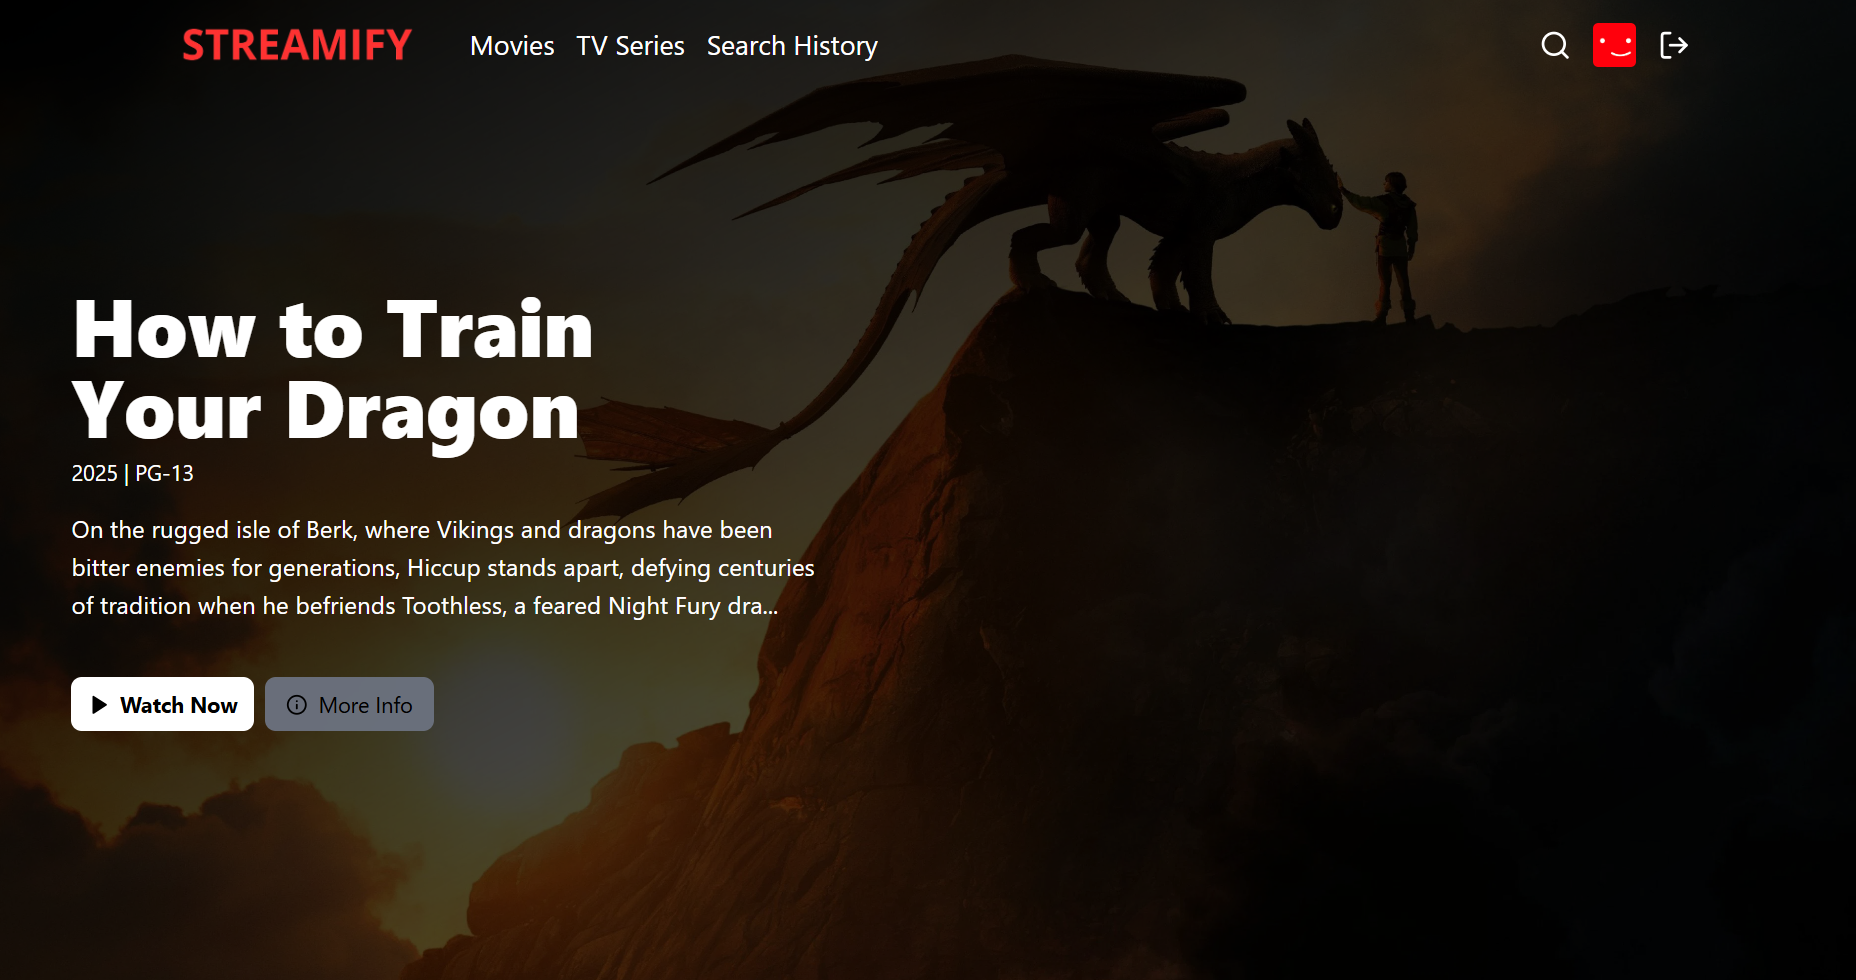 STREAMIFY
Movies TV Series Search History
How to Train
Your Dragon
2025 | PG-13
On the rugged isle of Berk, where Vikings and dragons have been
bitter enemies for generations, Hiccup stands apart, defying centuries
of tradition when he befriends Toothless, a feared Night Fury dra...
Watch Now More Info